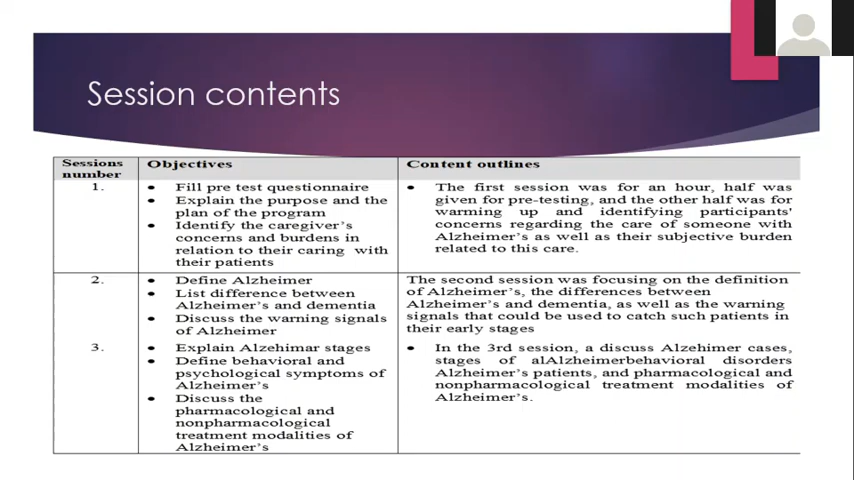 Session contents
Sessions number
Objectives
Content outlines
1.
• Fill pre test questionnaire
• Explain the purpose and the
plan of the program
• Identify the caregiver's
concerns and burdens in
relation to their caring with
their patients
• The first session was for an hour, half was
given for pre-testing, and the other half was for
warming up and identifying participants'
concerns regarding the care of someone with
Alzheimer's as well as their subjective burden
related to this care.
2.
• Define Alzheimer
• List difference between
Alzheimer's and dementia
• Discuss the warning signals
of Alzheimer
The second session was focusing on the definition
of Alzheimer's, the differences between
Alzheimer's and dementia, as well as the warning
signals that could be used to catch such patients in
their early stages
3.
• Explain Alzehimar stages
• Define behavioral and
psychological symptoms of
Alzheimer's
• Discuss the
pharmacological and
nonpharmacological
treatment modalities of
Alzheimer's
• In the 3rd session, a discuss Alzehimer cases,
stages of alAlzheimerbehavioral disorders
Alzheimer's patients, and pharmacological and
nonpharmacological treatment modalities of
Alzheimer's.